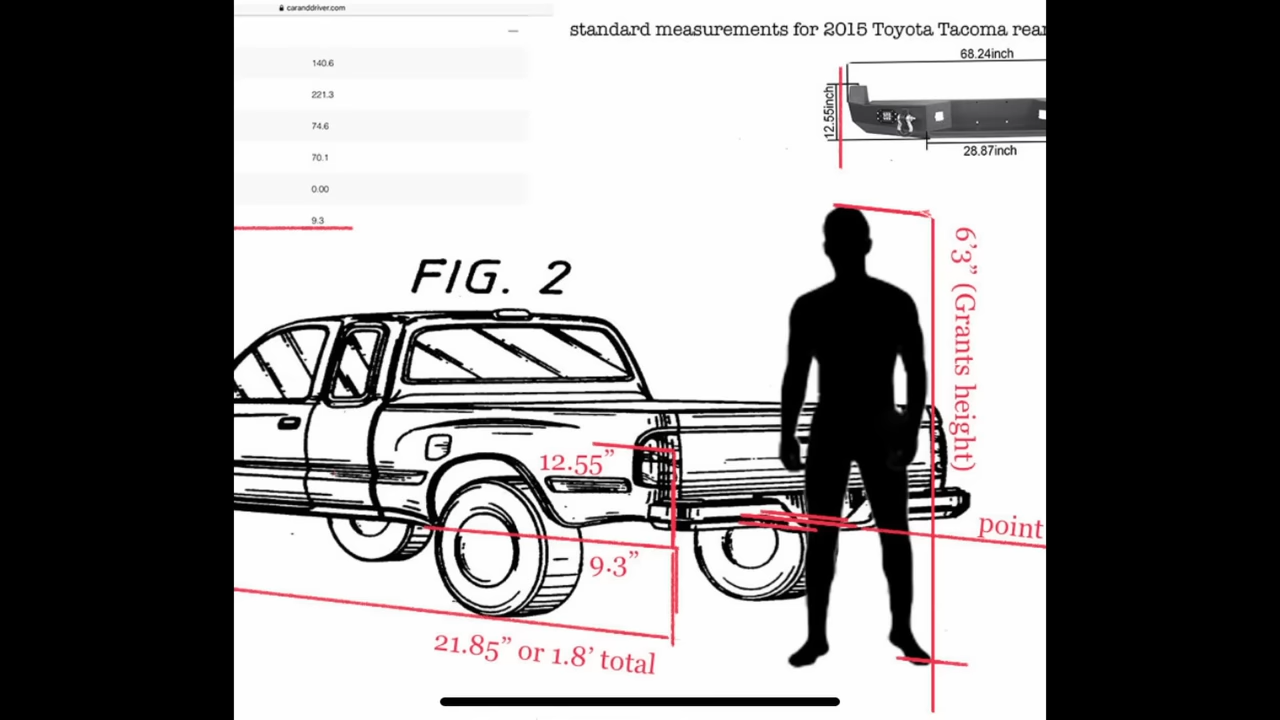 caranddriver.com
standard measurements for 2015 Toyota Tacoma rear
140.6
221.3
74.6
70.1
0.00
9.3
68.24inch
12.55inch
28.87inch
FIG. 2
6'3" (Grants height)
12.55"
point
9.3"
21.85" or 1.8' total